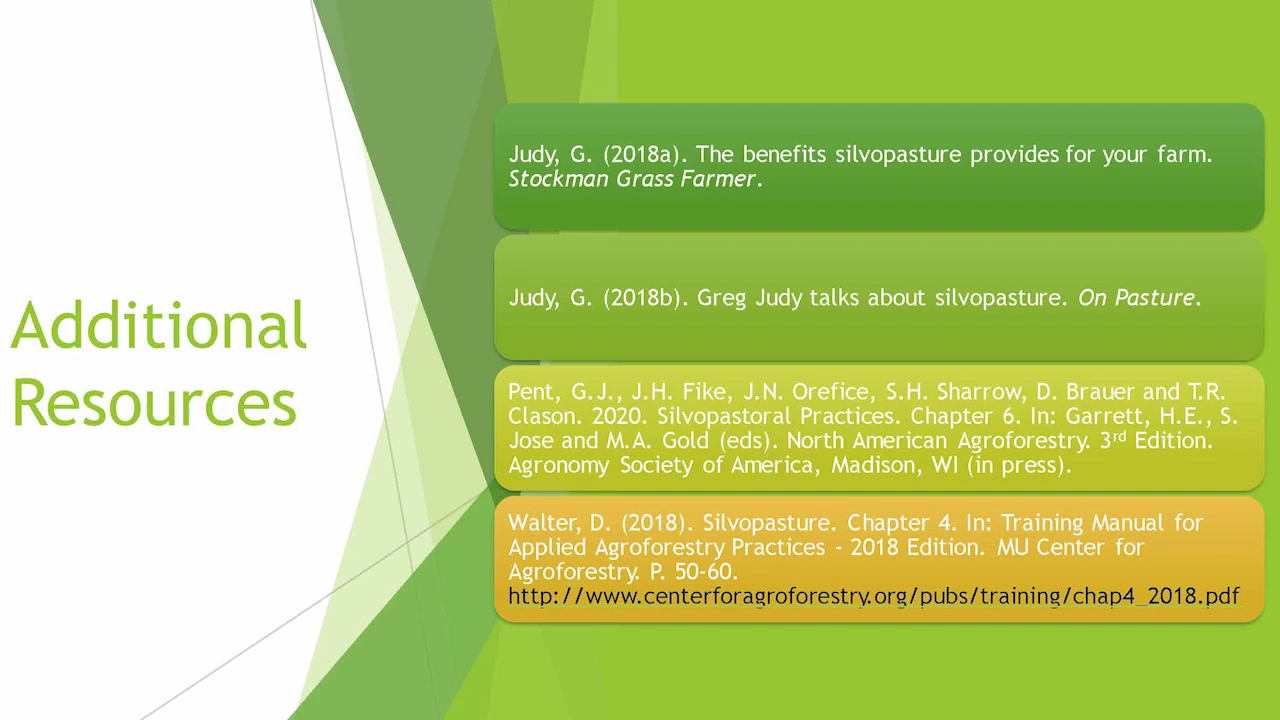 Additional
Resources
Judy, G. (2018a). The benefits silvopasture provides for your farm.
Stockman Grass Farmer.
Judy, G. (2018b). Greg Judy talks about silvopasture. On Pasture.
Pent, G.J., J.H. Fike, J.N. Orefice, S.H. Sharrow, D. Brauer and T.R.
Clason. 2020. Silvopastoral Practices. Chapter 6. In: Garrett, H.E., S.
Jose and M.A. Gold (eds). North American Agroforestry. 3rd Edition.
Agronomy Society of America, Madison, WI (in press).
Walter, D. (2018). Silvopasture. Chapter 4. In: Training Manual for
Applied Agroforestry Practices - 2018 Edition. MU Center for
Agroforestry. P. 50-60.
http://www.centerforagroforestry.org/pubs/training/chap4_2018.pdf